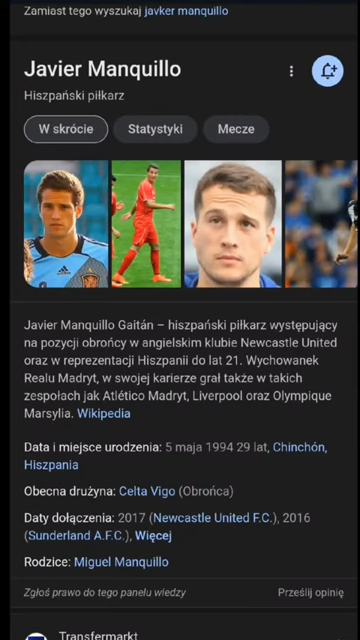 Zamiast tego wyszukaj javker manquillo
Javier Manquillo
Hiszpański piłkarz
W skrócie
Statystyki
Mecze
Javier Manquillo Gaitán – hiszpański piłkarz występujący
na pozycji obrońcy w angielskim klubie Newcastle United
oraz w reprezentacji Hiszpanii do lat 21. Wychowanek
Realu Madryt, w swojej karierze grał także w takich
zespołach jak Atlético Madryt, Liverpool oraz Olympique
Marsylia. Wikipedia
Data i miejsce urodzenia: 5 maja 1994 29 lat, Chinchón,
Hiszpania
Obecna drużyna: Celta Vigo (Obrońca)
Daty dołączenia: 2017 (Newcastle United F.C.), 2016
(Sunderland A.F.C.), Więcej
Rodzice: Miguel Manquillo
Zgłoś prawo do tego panelu wiedzy
Prześlij opinię
Transfermarkt